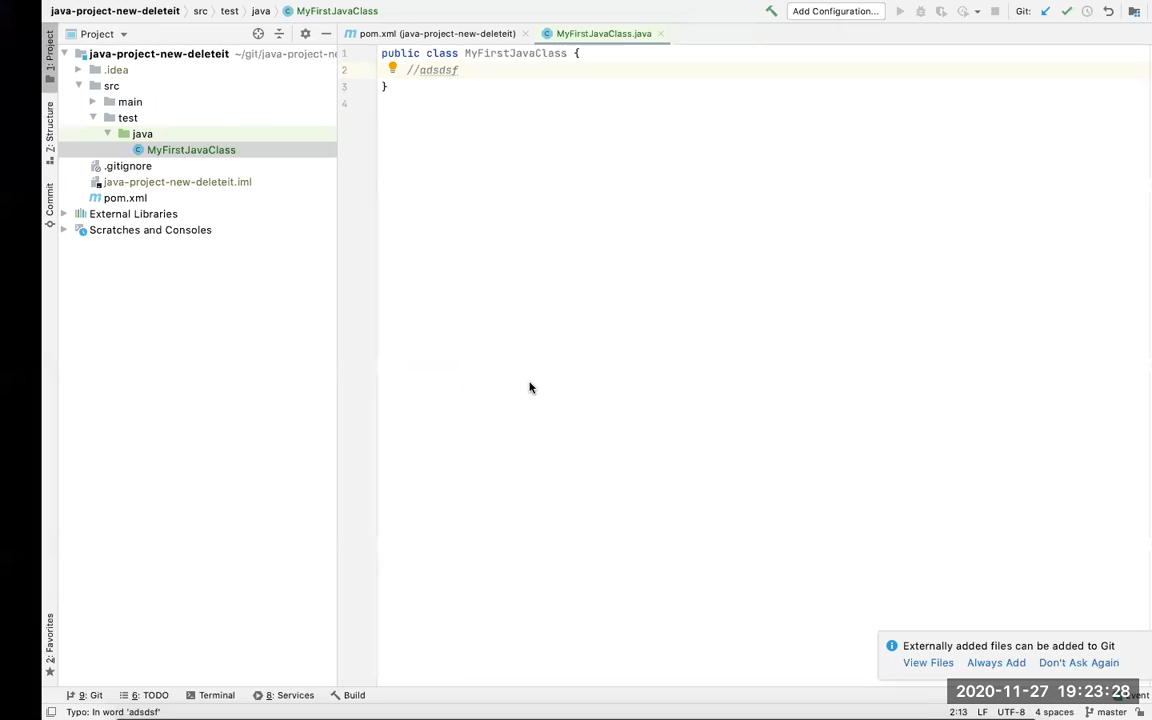 java-project-new-deleteit src test java MyFirstJavaClass Add Configuration... Git:
1: Project
Project
pom.xml (java-project-new-deleteit) MyFirstJavaClass.java
java-project-new-deleteit ~/git/java-project-ne
.idea
src
main
test
java
MyFirstJavaClass
.gitignore
java-project-new-deleteit.iml
pom.xml
External Libraries
Scratches and Consoles
Z: Structure
Commit
2: Favorites
1 public class MyFirstJavaClass {
2 //adsdsf
3 }
4
Externally added files can be added to Git
View Files Always Add Don't Ask Again
2020-11-27 19:23:28
9: Git 6: TODO Terminal 8: Services Build
Typo: In word 'adsdsf' 2:13 LF UTF-8 4 spaces master